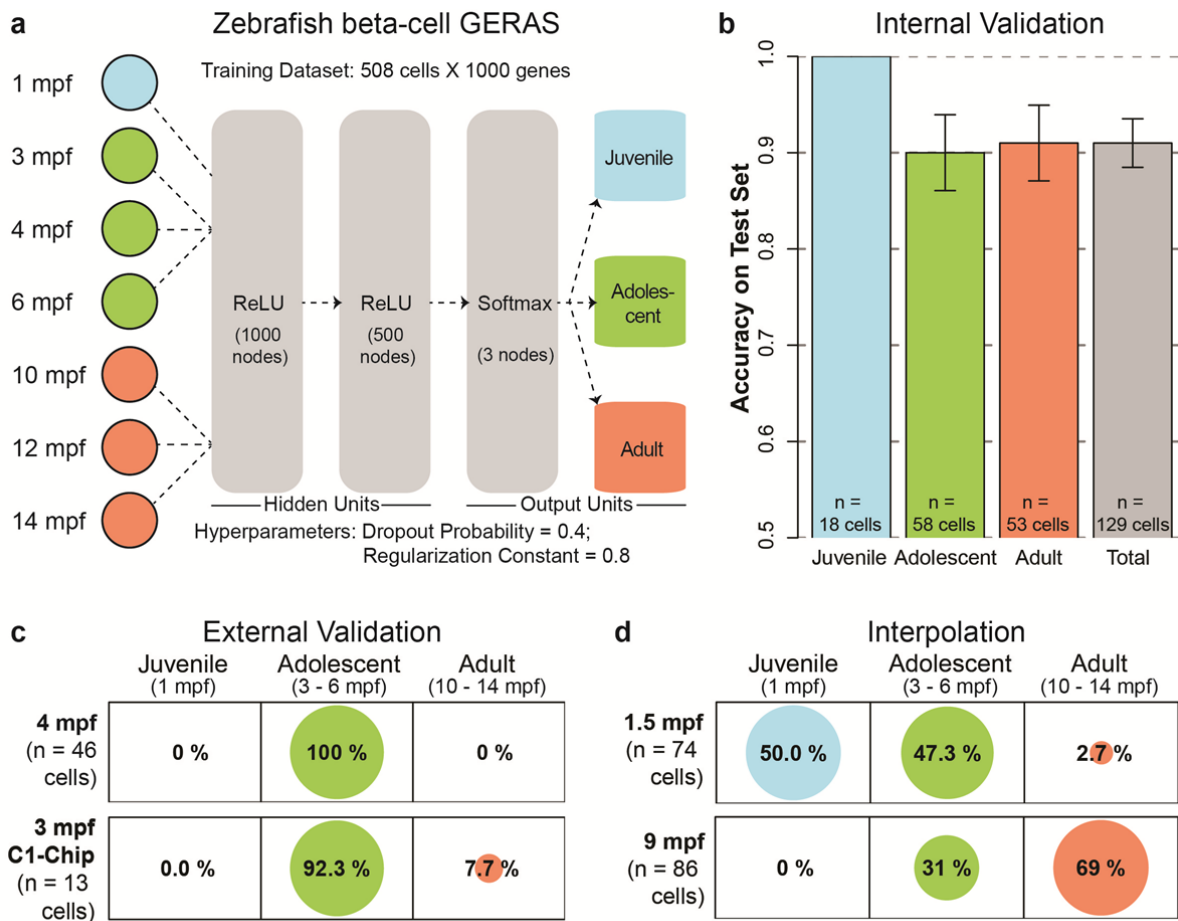 a Zebrafish beta-cell GERAS
Training Dataset: 508 cells X 1000 genes
1 mpf
3 mpf
4 mpf
6 mpf
10 mpf
12 mpf
14 mpf
ReLU
(1000
nodes)
ReLU
(500
nodes)
Softmax
(3 nodes)
Juvenile
Adoles-
cent
Adult
Hidden Units
Output Units
Hyperparameters: Dropout Probability = 0.4;
Regularization Constant = 0.8
b Internal Validation
Accuracy on Test Set
1.0
0.9
0.8
0.7
0.6
0.5
n =
18 cells
n =
58 cells
n =
53 cells
n =
129 cells
Juvenile Adolescent Adult Total
c External Validation
Juvenile Adolescent Adult
(1 mpf) (3 - 6 mpf) (10 - 14 mpf)
4 mpf
(n = 46
cells)
0 % 100 % 0 %
3 mpf
C1-Chip
(n = 13
cells)
0.0 % 92.3 % 7.7 %
d Interpolation
Juvenile Adolescent Adult
(1 mpf) (3 - 6 mpf) (10 - 14 mpf)
1.5 mpf
(n = 74
cells)
50.0 % 47.3 % 2.7 %
9 mpf
(n = 86
cells)
0 % 31 % 69 %